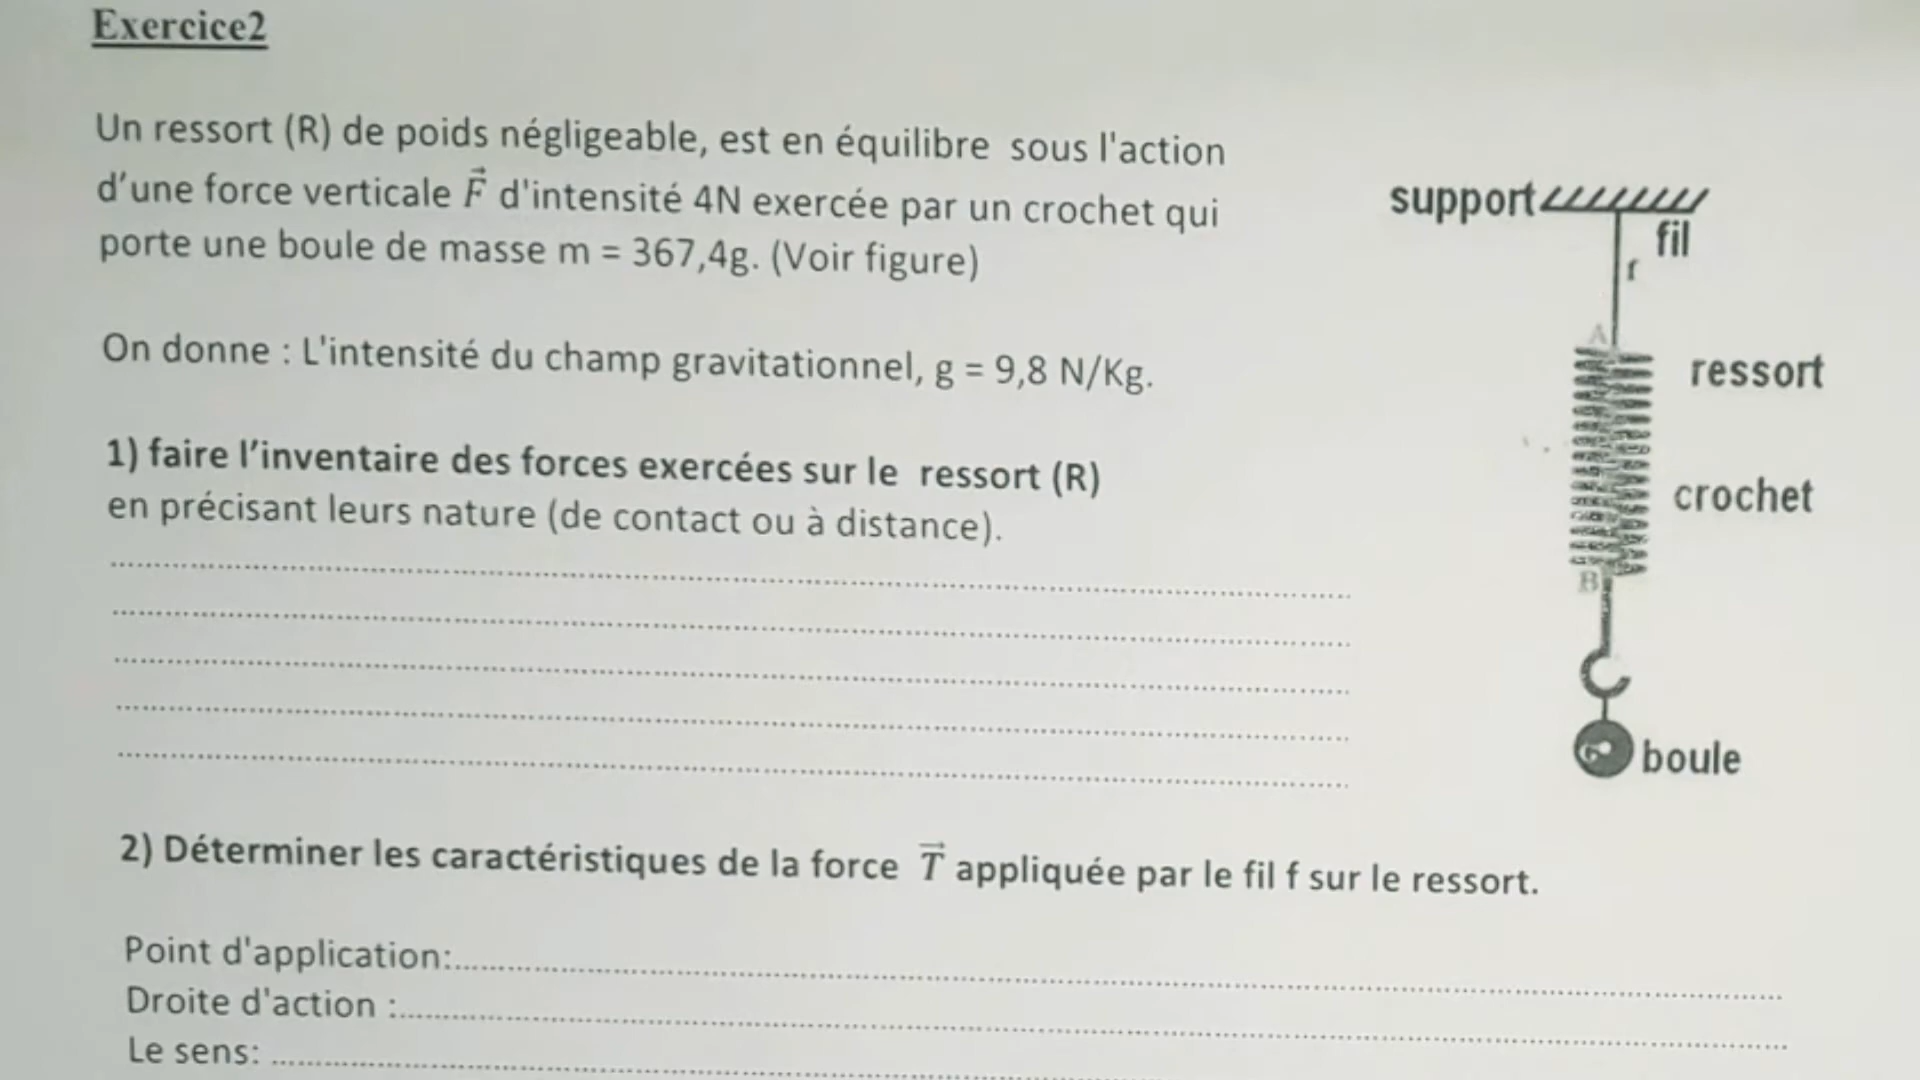 Exercice2
Un ressort (R) de poids négligeable, est en équilibre sous l'action
d'une force verticale F⃗ d'intensité 4N exercée par un crochet qui
porte une boule de masse m = 367,4g. (Voir figure)
On donne : L'intensité du champ gravitationnel, g = 9,8 N/Kg.
1) faire l'inventaire des forces exercées sur le ressort (R)
en précisant leurs nature (de contact ou à distance).
support
fil
f
A
ressort
crochet
B
G
boule
2) Déterminer les caractéristiques de la force T⃗ appliquée par le fil f sur le ressort.
Point d'application:
Droite d'action :
Le sens: